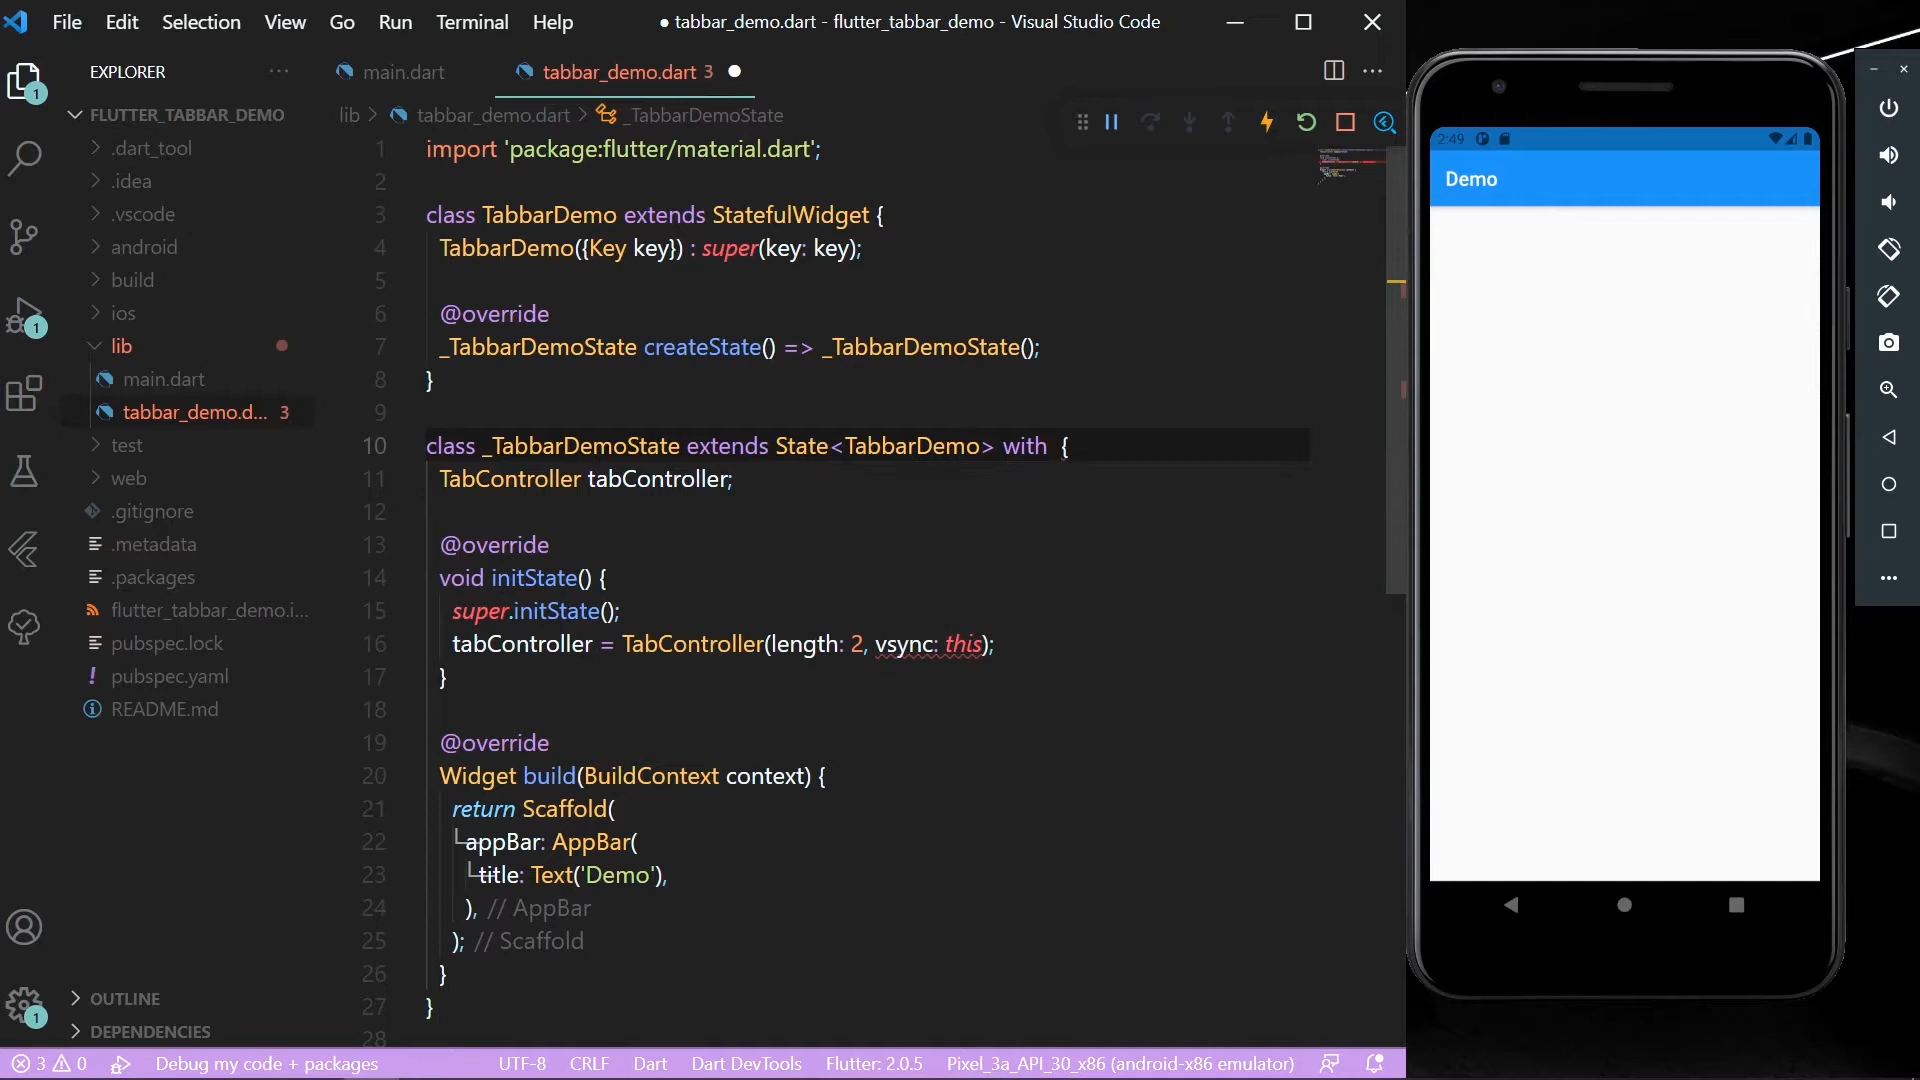 File Edit Selection View Go Run Terminal Help
● tabbar_demo.dart - flutter_tabbar_demo - Visual Studio Code
EXPLORER
main.dart
tabbar_demo.dart 3
FLUTTER_TABBAR_DEMO
lib > tabbar_demo.dart > _TabbarDemoState
.dart_tool
.idea
.vscode
android
build
ios
lib
main.dart
tabbar_demo.d... 3
test
web
.gitignore
.metadata
.packages
flutter_tabbar_demo.i...
pubspec.lock
pubspec.yaml
README.md
OUTLINE
DEPENDENCIES
1
1
1
1 import 'package:flutter/material.dart';
2
3 class TabbarDemo extends StatefulWidget {
4 TabbarDemo({Key key}) : super(key: key);
5
6 @override
7 _TabbarDemoState createState() => _TabbarDemoState();
8 }
9
10 class _TabbarDemoState extends State<TabbarDemo> with {
11 TabController tabController;
12
13 @override
14 void initState() {
15 super.initState();
16 tabController = TabController(length: 2, vsync: this);
17 }
18
19 @override
20 Widget build(BuildContext context) {
21 return Scaffold(
22 appBar: AppBar(
23 title: Text('Demo'),
24 ), // AppBar
25 ); // Scaffold
26 }
27 }
28
3 0 Debug my code + packages UTF-8 CRLF Dart Dart DevTools Flutter: 2.0.5 Pixel_3a_API_30_x86 (android-x86 emulator)
2:49
Demo